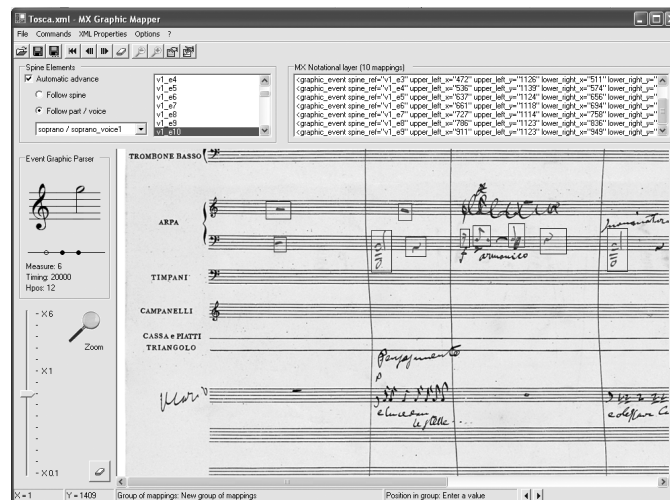 Tosca.xml - MX Graphic Mapper
File Commands XML Properties Options ?
Spine Elements
Automatic advance
Follow spine
Follow part / voice
soprano / soprano_voice1
v1_e4
v1_e5
v1_e6
v1_e7
v1_e8
v1_e9
v1_e10
MX Notational layer (10 mappings)
<graphic_event spine_ref="v1_e3" upper_left_x="472" upper_left_y="1126" lower_right_x="511" lower_right_y="
<graphic_event spine_ref="v1_e4" upper_left_x="536" upper_left_y="1139" lower_right_x="574" lower_right_y="
<graphic_event spine_ref="v1_e5" upper_left_x="637" upper_left_y="1124" lower_right_x="656" lower_right_y="
<graphic_event spine_ref="v1_e6" upper_left_x="661" upper_left_y="1118" lower_right_x="694" lower_right_y="
<graphic_event spine_ref="v1_e7" upper_left_x="727" upper_left_y="1114" lower_right_x="758" lower_right_y="
<graphic_event spine_ref="v1_e8" upper_left_x="786" upper_left_y="1123" lower_right_x="836" lower_right_y="
<graphic_event spine_ref="v1_e9" upper_left_x="911" upper_left_y="1123" lower_right_x="949" lower_right_y="
Event Graphic Parser
Measure: 6
Timing: 20000
Hpos: 12
X6
Zoom
X1
X0.1
TROMBONE BASSO
ARPA
armonico
TIMPANI
CAMPANELLI
CASSA e PIATTI
TRIANGOLO
e lucevan
le stelle....
X = 1 Y = 1409 Group of mappings: New group of mappings Position in group: Enter a value